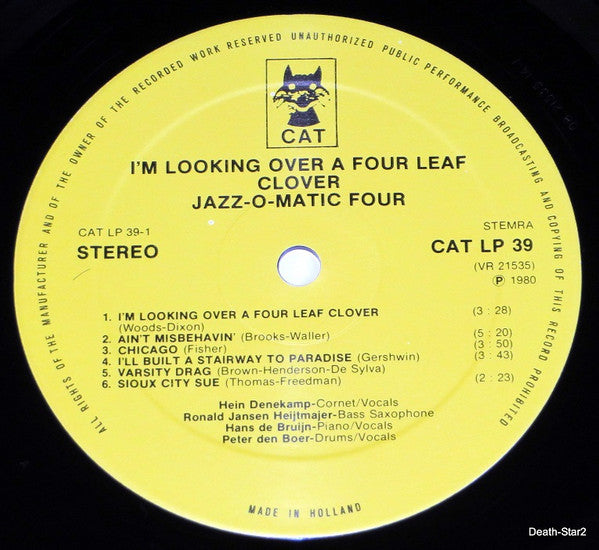 ALL RIGHTS OF THE MANUFACTURER AND OF THE OWNER OF THE RECORDED WORK RESERVED UNAUTHORIZED PUBLIC PERFORMANCE BROADCASTING AND COPYING OF THIS RECORD PROHIBITED
CAT
I'M LOOKING OVER A FOUR LEAF
CLOVER
JAZZ-O-MATIC FOUR
CAT LP 39-1
STEREO
STEMRA
CAT LP 39
(VR 21535)
℗ 1980
1. I'M LOOKING OVER A FOUR LEAF CLOVER (3 : 28)
(Woods-Dixon)
2. AIN'T MISBEHAVIN' (Brooks-Waller) (5 : 20)
3. CHICAGO (Fisher) (3 : 50)
4. I'LL BUILT A STAIRWAY TO PARADISE (Gershwin) (3 : 43)
5. VARSITY DRAG (Brown-Henderson-De Sylva)
6. SIOUX CITY SUE (Thomas-Freedman) (2 : 23)
Hein Denekamp-Cornet/Vocals
Ronald Jansen Heijtmajer-Bass Saxophone
Hans de Bruijn-Piano/Vocals
Peter den Boer-Drums/Vocals
MADE IN HOLLAND
Death-Star2